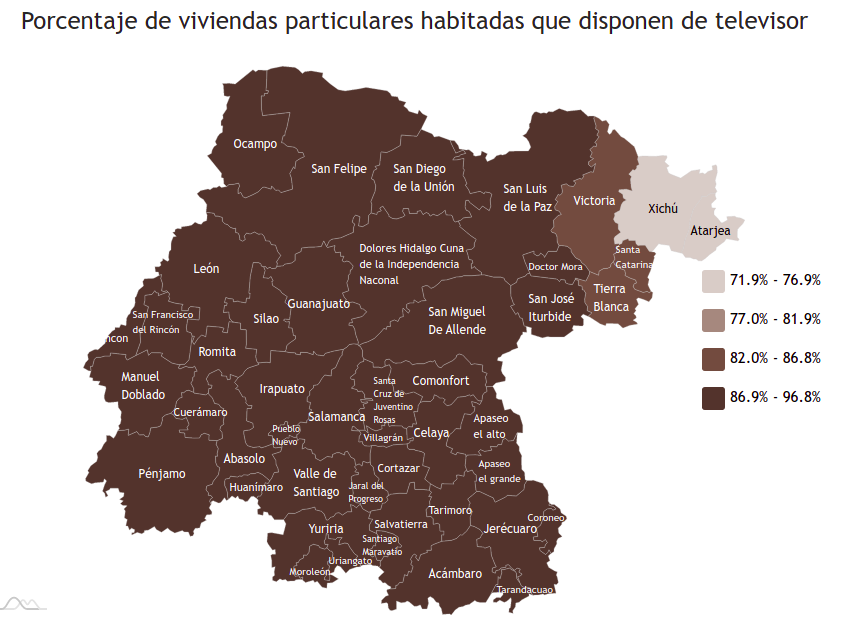 Porcentaje de viviendas particulares habitadas que disponen de televisor
Ocampo
San Felipe
San Diego
de la Unión
San Luis
de la Paz
Victoria
Xichú
Atarjea
Santa
Catarina
Doctor Mora
Tierra
Blanca
León
Dolores Hidalgo Cuna
de la Independencia
Naconal
Guanajuato
San José
Iturbide
San Francisco
del Rincón
rincon
Silao
San Miguel
De Allende
Romita
Manuel
Doblado
Irapuato
Santa
Cruz de
Juventino
Rosas
Comonfort
Cuerámaro
Salamanca
Pueblo
Nuevo
Villagrán
Celaya
Apaseo
el alto
Abasolo
Pénjamo
Huanímaro
Valle de
Santiago
Cortazar
Apaseo
el grande
Jaral del
Progreso
Tarimoro
Coroneo
Yuriria
Salvatierra
Jerécuaro
Santiago
Maravatío
Uriangato
Moroleón
Acámbaro
Tarandacuao
71.9% - 76.9%
77.0% - 81.9%
82.0% - 86.8%
86.9% - 96.8%